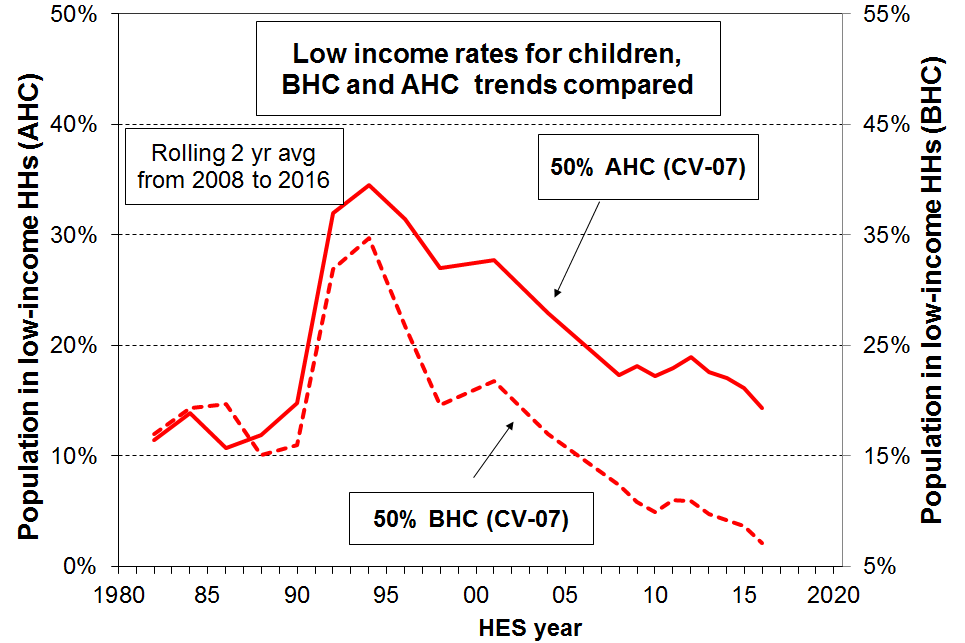 Low income rates for children,
BHC and AHC trends compared
Rolling 2 yr avg
from 2008 to 2016
50% AHC (CV-07)
50% BHC (CV-07)
Population in low-income HHs (AHC)
50%
40%
30%
20%
10%
0%
Population in low-income HHs (BHC)
55%
45%
35%
25%
15%
5%
1980 85 90 95 00 05 10 15 2020
HES year